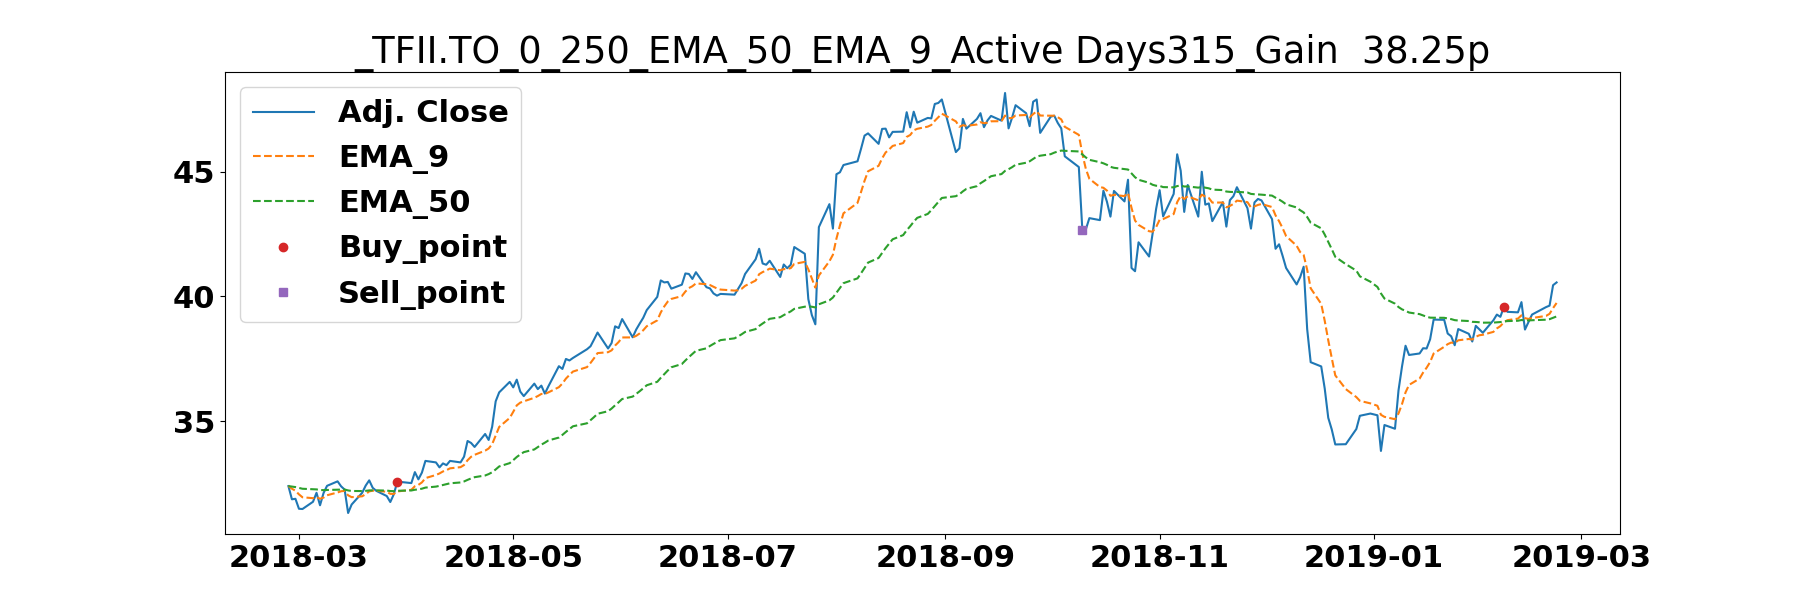 _TFII.TO_0_250_EMA_50_EMA_9_Active Days315_Gain  38.25p
Adj. Close
EMA_9
EMA_50
Buy_point
Sell_point
45
40
35
2018-03 2018-05 2018-07 2018-09 2018-11 2019-01 2019-03